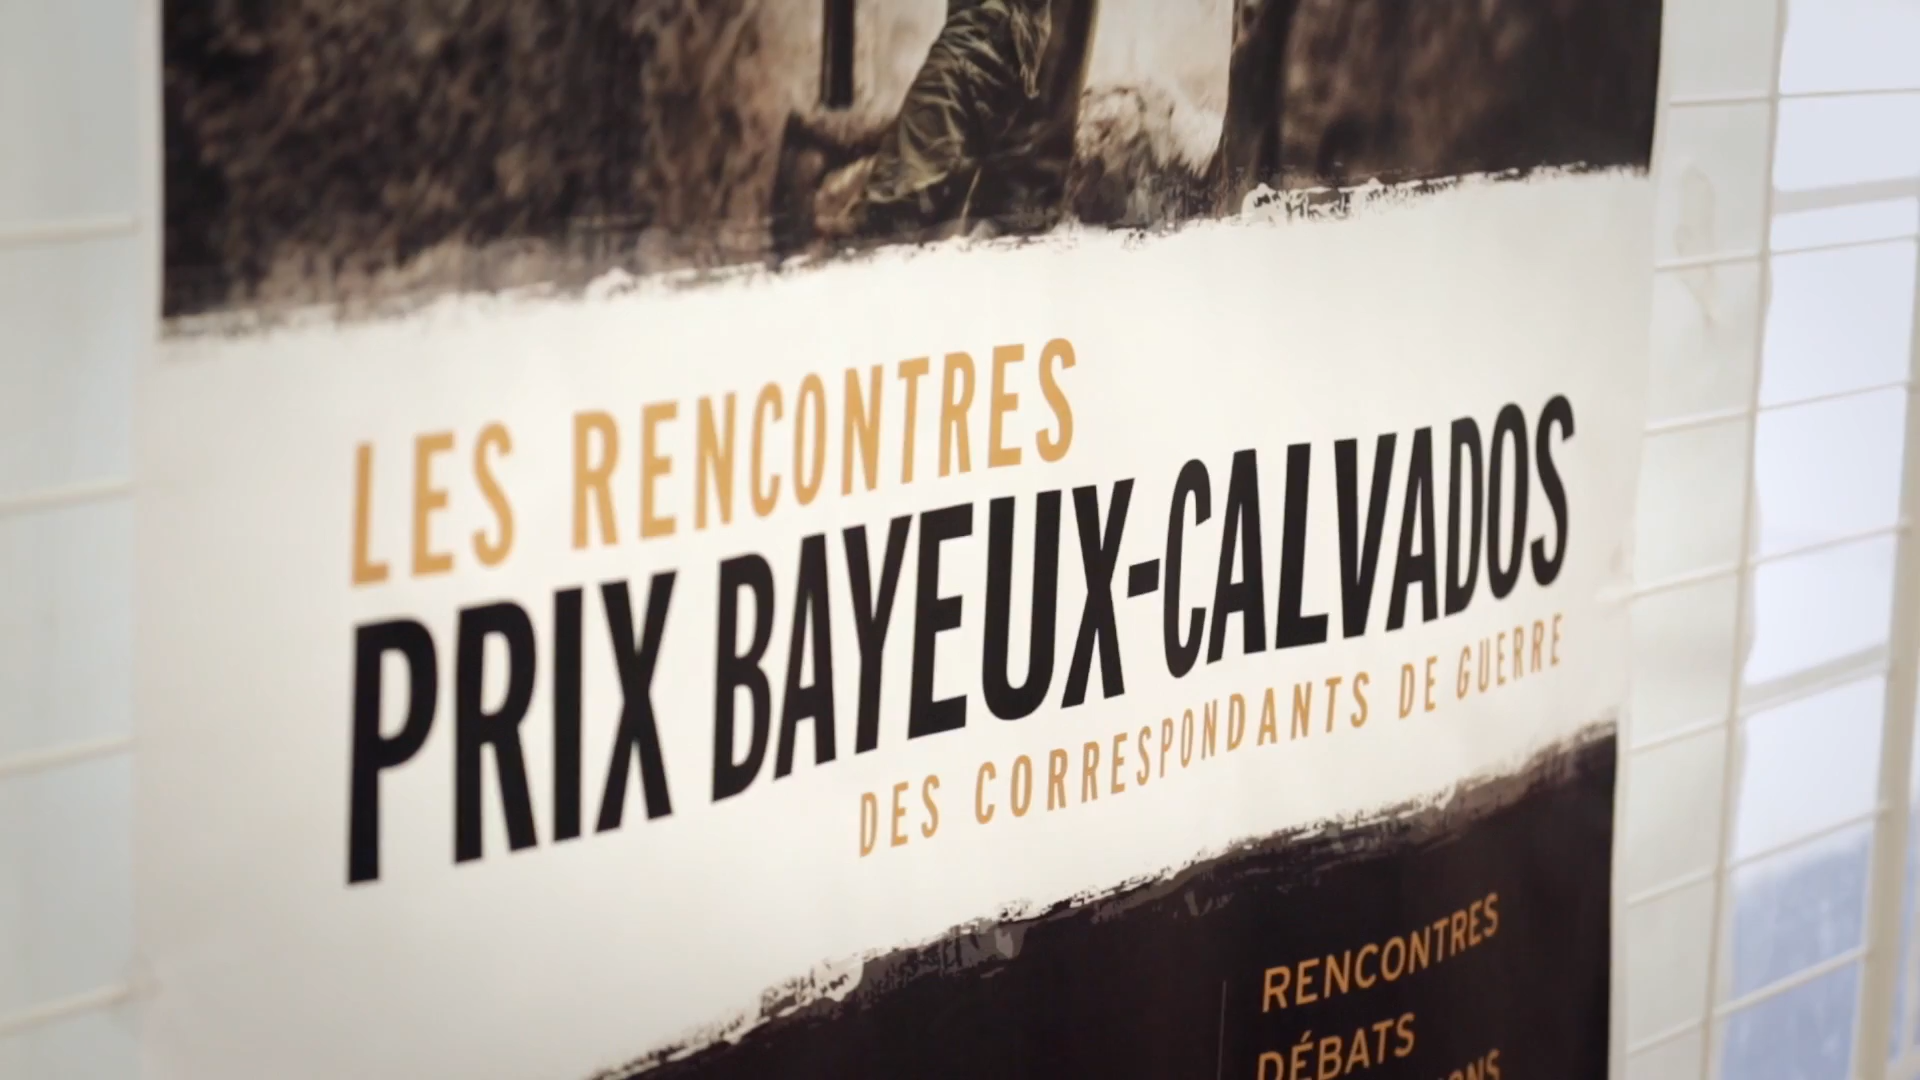 LES RENCONTRES
PRIX BAYEUX-CALVADOS
DES CORRESPONDANTS DE GUERRE
RENCONTRES
DÉBATS